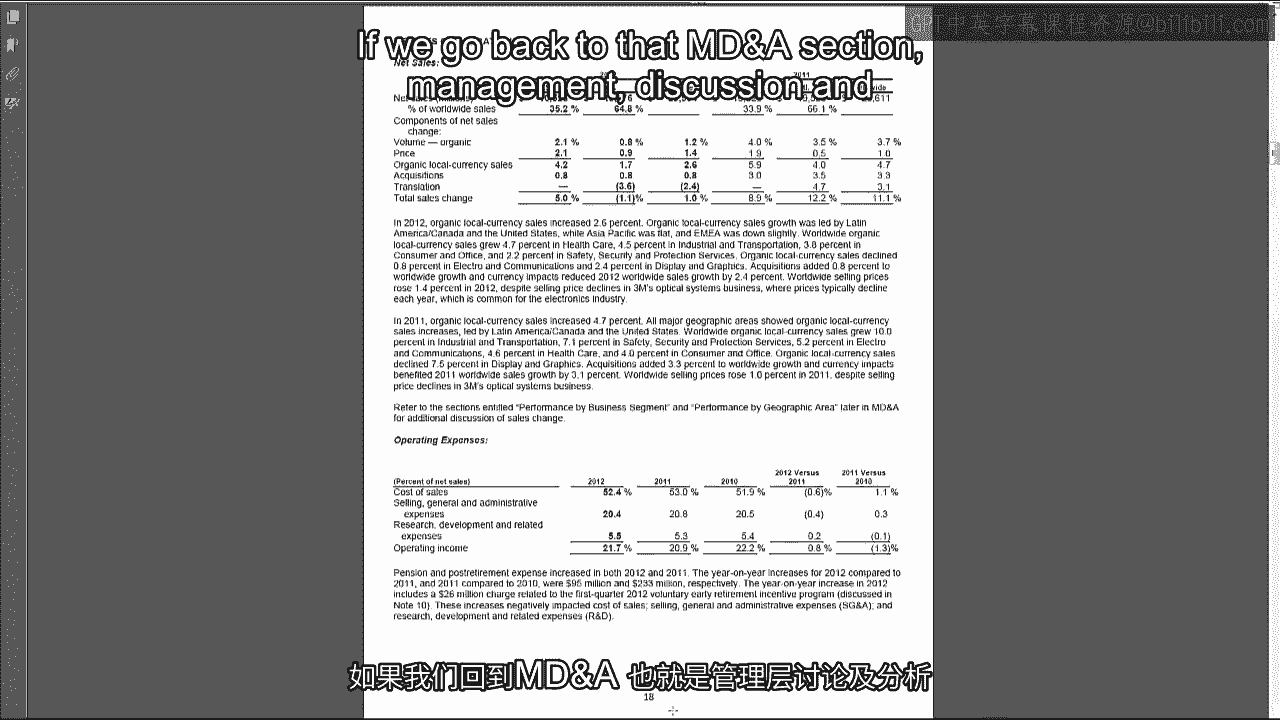 If we go back to that MD&A section,
management, discussion and
Net Sales:
2011
% of worldwide sales 35.2 % 64.8 % 33.9 % 66.1 %
Components of net sales
change:
Volume — organic 2.1 % 0.8 % 1.2 % 4.0 % 3.5 % 3.7 %
Price 2.1 0.9 1.4 1.9 0.5 1.0
Organic local-currency sales 4.2 1.7 2.6 5.9 4.0 4.7
Acquisitions 0.8 0.8 0.8 3.0 3.5 3.3
Translation — (3.6) (2.4) — 4.7 3.1
Total sales change 5.0 % (1.1)% 1.0 % 8.9 % 12.2 % 11.1 %
In 2012, organic local-currency sales increased 2.6 percent. Organic local-currency sales growth was led by Latin
America/Canada and the United States, while Asia Pacific was flat, and EMEA was down slightly. Worldwide organic
local-currency sales grew 4.7 percent in Health Care, 4.5 percent in Industrial and Transportation, 3.8 percent in
Consumer and Office, and 2.2 percent in Safety, Security and Protection Services. Organic local-currency sales declined
0.8 percent in Electro and Communications and 2.4 percent in Display and Graphics. Acquisitions added 0.8 percent to
worldwide growth and currency impacts reduced 2012 worldwide sales growth by 2.4 percent. Worldwide selling prices
rose 1.4 percent in 2012, despite selling price declines in 3M's optical systems business, where prices typically decline
each year, which is common for the electronics industry.
In 2011, organic local-currency sales increased 4.7 percent. All major geographic areas showed organic local-currency
sales increases, led by Latin America/Canada and the United States. Worldwide organic local-currency sales grew 10.0
percent in Industrial and Transportation, 7.1 percent in Safety, Security and Protection Services, 5.2 percent in Electro
and Communications, 4.6 percent in Health Care, and 4.0 percent in Consumer and Office. Organic local-currency sales
declined 7.5 percent in Display and Graphics. Acquisitions added 3.3 percent to worldwide growth and currency impacts
benefited 2011 worldwide sales growth by 3.1 percent. Worldwide selling prices rose 1.0 percent in 2011, despite selling
price declines in 3M's optical systems business.
Refer to the sections entitled "Performance by Business Segment" and "Performance by Geographic Area" later in MD&A
for additional discussion of sales change.
Operating Expenses:
2012 Versus 2011 Versus
(Percent of net sales) 2012 2011 2010 2011 2010
Cost of sales 52.4 % 53.0 % 51.9 % (0.6)% 1.1 %
Selling, general and administrative
expenses 20.4 20.8 20.5 (0.4) 0.3
Research, development and related
expenses 5.5 5.3 5.4 0.2 (0.1)
Operating income 21.7 % 20.9 % 22.2 % 0.8 % (1.3)%
Pension and postretirement expense increased in both 2012 and 2011. The year-on-year increases for 2012 compared to
2011, and 2011 compared to 2010, were $95 million and $233 million, respectively. The year-on-year increase in 2012
includes a $26 million charge related to the first-quarter 2012 voluntary early retirement incentive program (discussed in
Note 10). These increases negatively impacted cost of sales; selling, general and administrative expenses (SG&A); and
research, development and related expenses (R&D).
如果我们回到MD&A 也就是管理层讨论及分析
18